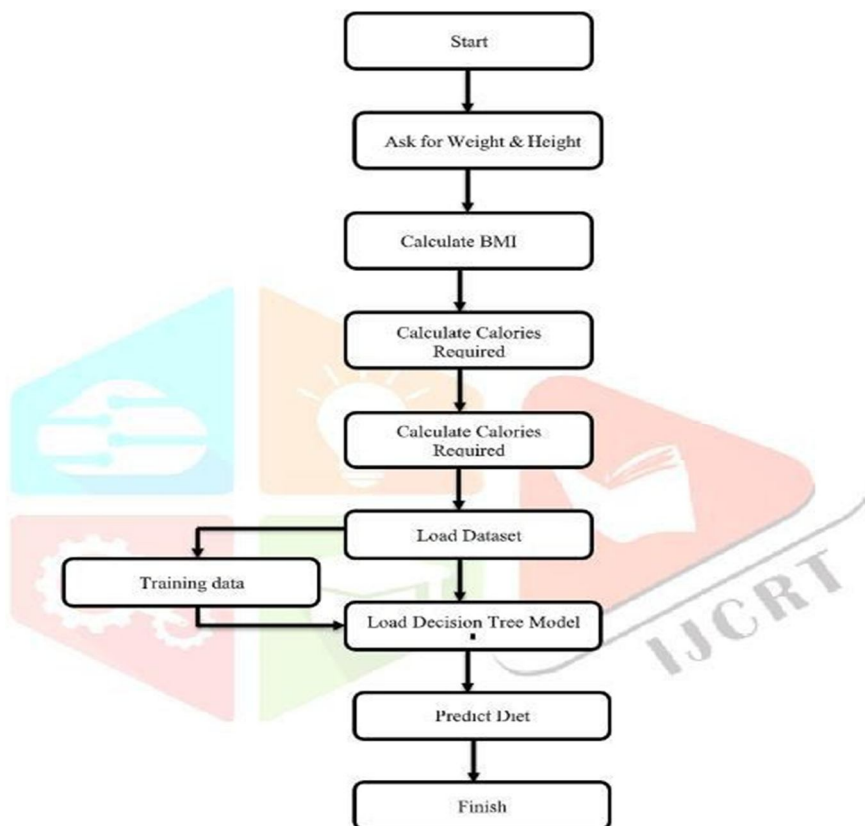 Start
Ask for Weight & Height
Calculate BMI
Calculate Calories
Required
Calculate Calories
Required
Load Dataset
Training data
Load Decision Tree Model
Predict Diet
Finish
IJCRT